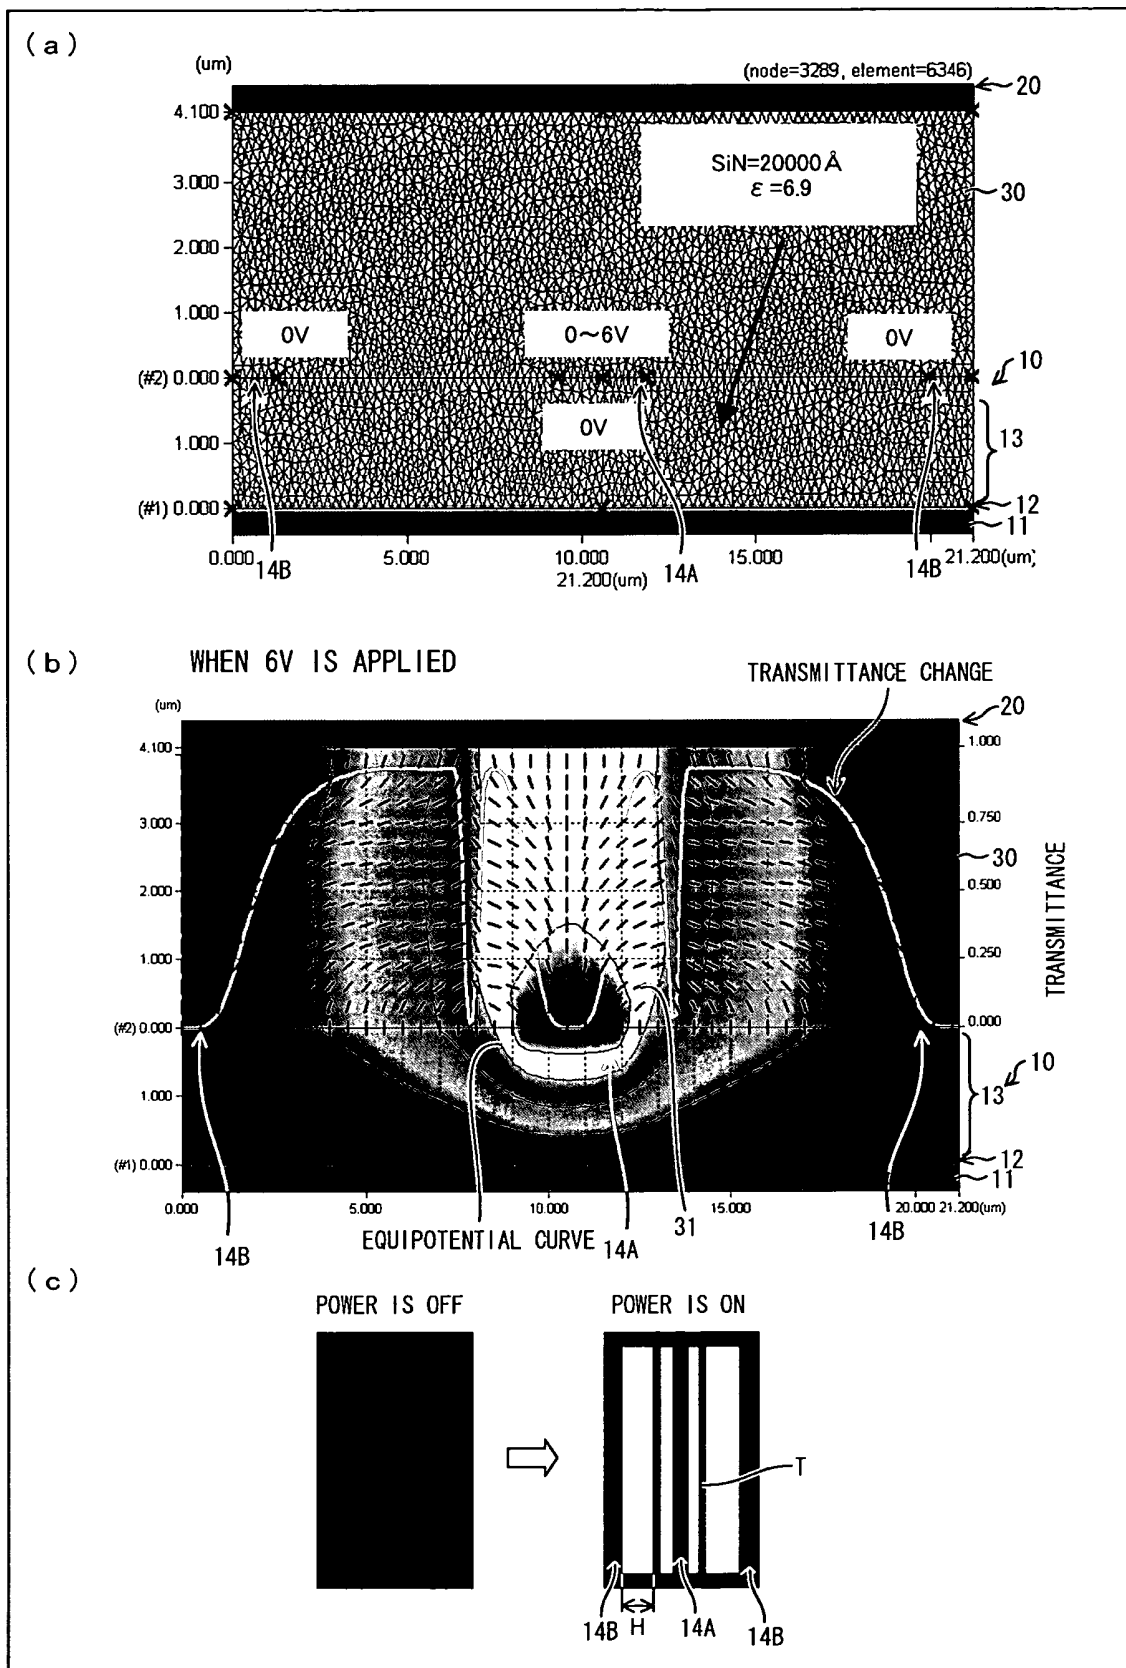 (a)
(um)
(node=3289, element=6346)
20
4.100
SiN=20000Å
ε=6.9
3.000
30
2.000
1.000
0V
0~6V
0V
(#2) 0.000
10
0V
1.000
13
(#1) 0.000
12
11
0.000
5.000
10.000
15.000
21.200(um)
14B
21.200(um)
14A
14B
(b)
WHEN 6V IS APPLIED
TRANSMITTANCE CHANGE
(um)
20
4.100
1.000
3.000
0.750
30
2.000
0.500
1.000
0.250
TRANSMITTANCE
(#2) 0.000
0.000
10
1.000
13
(#1) 0.000
12
11
0.000
5.000
10.000
15.000
20.000
21.200(um)
14B
EQUIPOTENTIAL CURVE
14A
31
14B
(c)
POWER IS OFF
POWER IS ON
T
14B
H
14A
14B